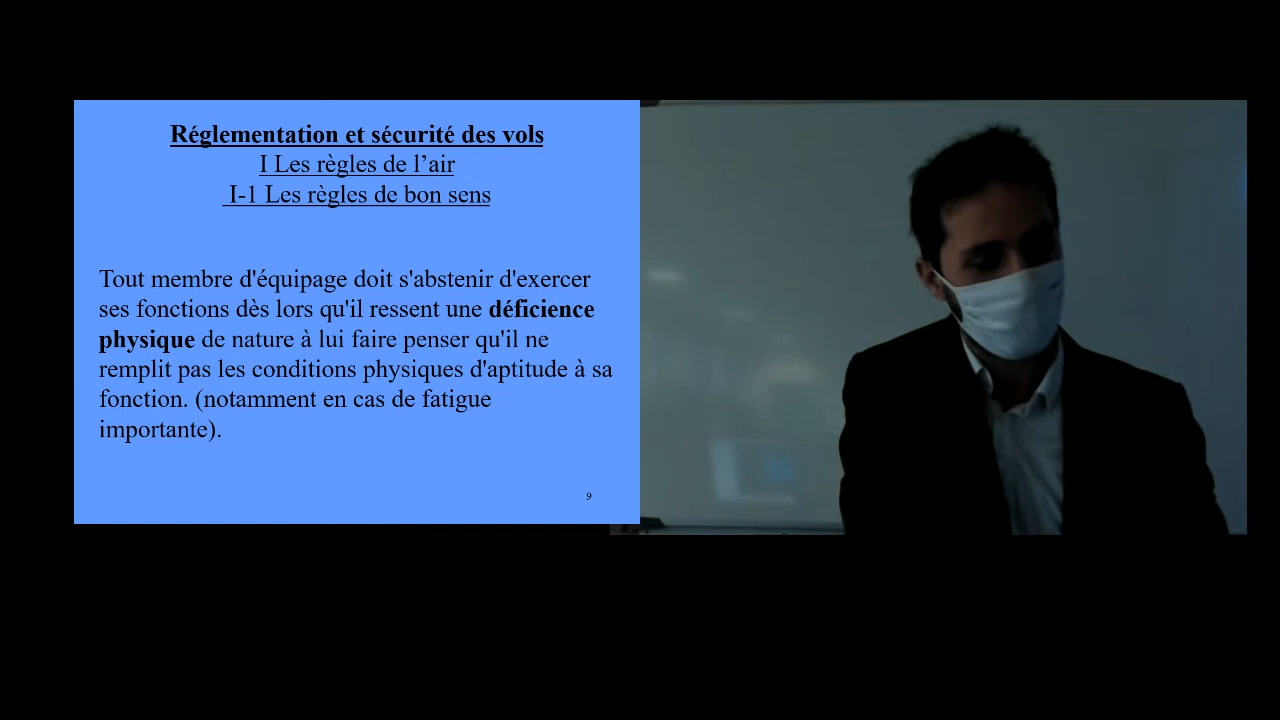 Réglementation et sécurité des vols
I Les règles de l’air
I-1 Les règles de bon sens
Tout membre d'équipage doit s'abstenir d'exercer
ses fonctions dès lors qu'il ressent une déficience
physique de nature à lui faire penser qu'il ne
remplit pas les conditions physiques d'aptitude à sa
fonction. (notamment en cas de fatigue
importante).
9